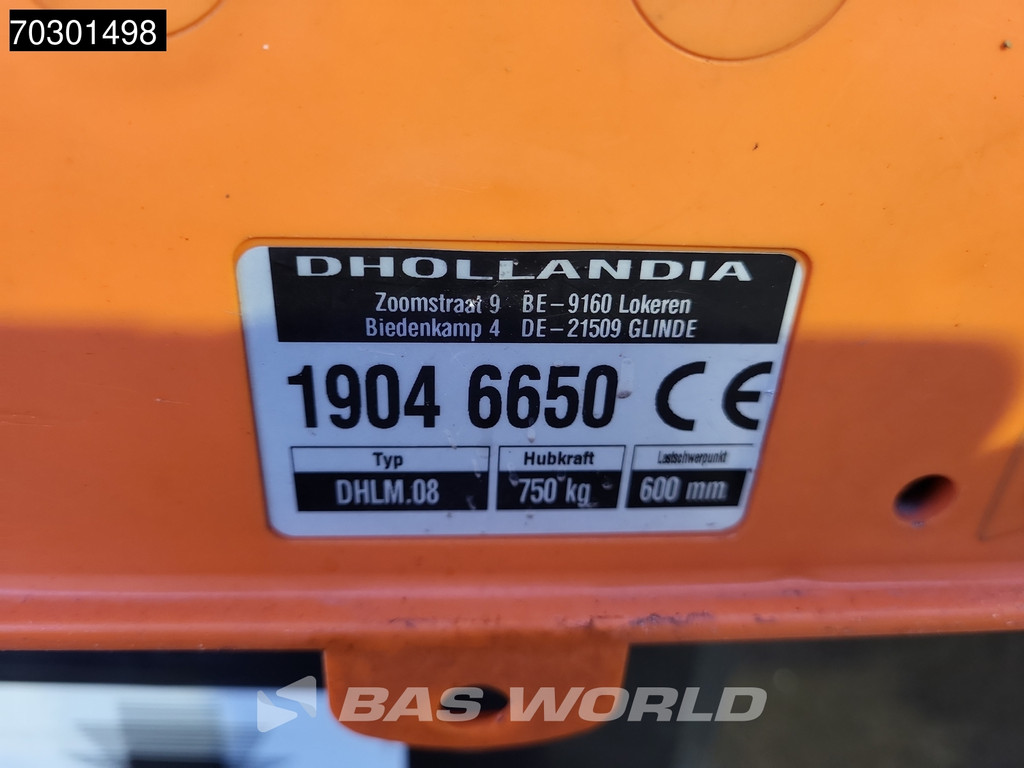 70301498
DHOLLANDIA
Zoomstraat 9 BE-9160 Lokeren
Biedenkamp 4 DE-21509 GLINDE
1904 6650 CE
Typ Hubkraft Lastschwerpunkt
DHLM.08 750 kg 600 mm
BAS WORLD